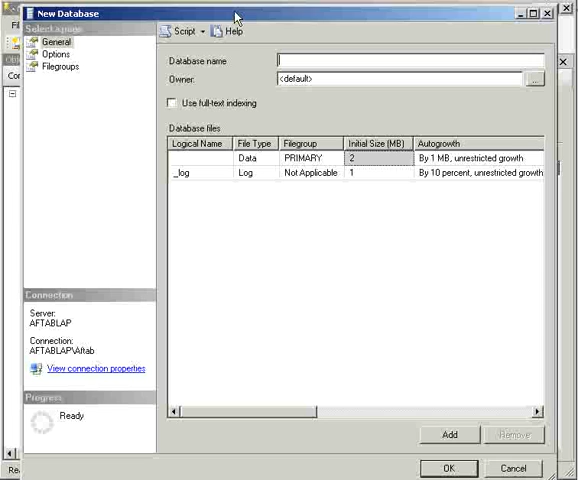 New Database
Select a page
General
Options
Filegroups
Script
Help
Database name
Owner:
<default>
...
Use full-text indexing
Database files
Logical Name File Type Filegroup Initial Size (MB) Autogrowth
Data PRIMARY 2 By 1 MB, unrestricted growth
_log Log Not Applicable 1 By 10 percent, unrestricted growth
Connection
Server:
AFTABLAP
Connection:
AFTABLAP\Aftab
View connection properties
Progress
Ready
Add
Remove
OK
Cancel